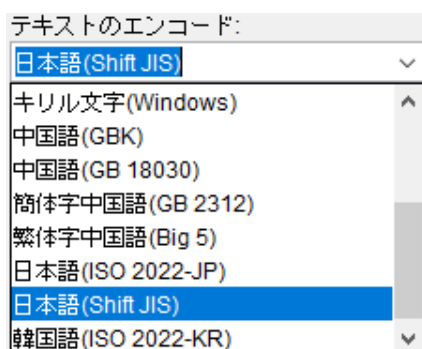 テキストのエンコード:
日本語(Shift JIS)
キリル文字(Windows)
中国語(GBK)
中国語(GB 18030)
簡体字中国語(GB 2312)
繁体字中国語(Big 5)
日本語(ISO 2022-JP)
日本語(Shift JIS)
韓国語(ISO 2022-KR)